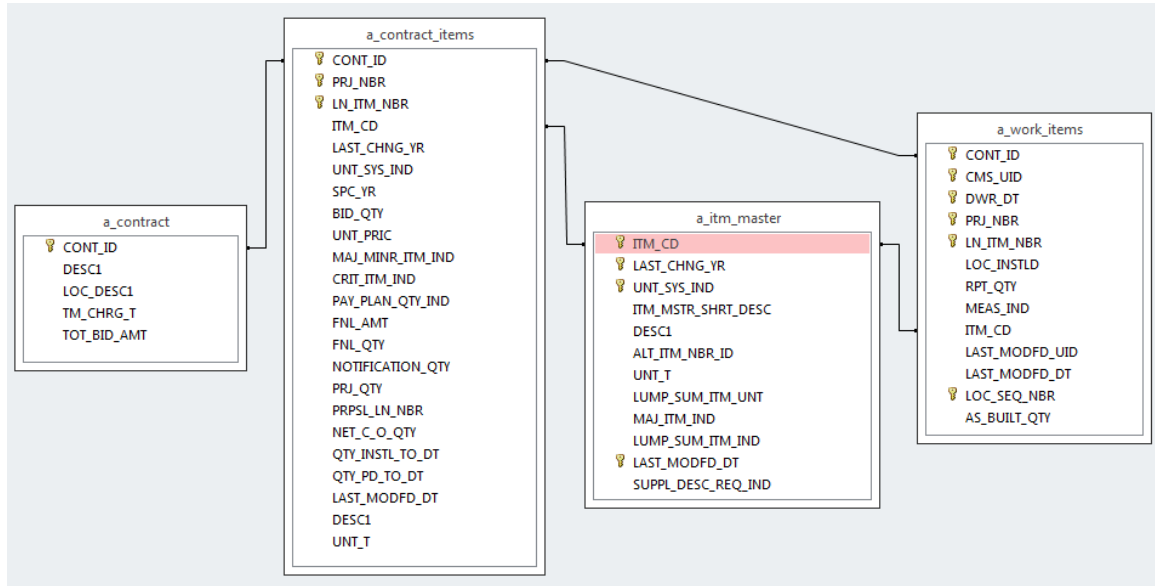 a_contract
CONT_ID
DESC1
LOC_DESC1
TM_CHRG_T
TOT_BID_AMT
a_contract_items
CONT_ID
PRJ_NBR
LN_ITM_NBR
ITM_CD
LAST_CHNG_YR
UNT_SYS_IND
SPC_YR
BID_QTY
UNT_PRIC
MAJ_MINR_ITM_IND
CRIT_ITM_IND
PAY_PLAN_QTY_IND
FNL_AMT
FNL_QTY
NOTIFICATION_QTY
PRJ_QTY
PRPSL_LN_NBR
NET_C_O_QTY
QTY_INSTL_TO_DT
QTY_PD_TO_DT
LAST_MODFD_DT
DESC1
UNT_T
a_itm_master
ITM_CD
LAST_CHNG_YR
UNT_SYS_IND
ITM_MSTR_SHRT_DESC
DESC1
ALT_ITM_NBR_ID
UNT_T
LUMP_SUM_ITM_UNT
MAJ_ITM_IND
LUMP_SUM_ITM_IND
LAST_MODFD_DT
SUPPL_DESC_REQ_IND
a_work_items
CONT_ID
CMS_UID
DWR_DT
PRJ_NBR
LN_ITM_NBR
LOC_INSTLD
RPT_QTY
MEAS_IND
ITM_CD
LAST_MODFD_UID
LAST_MODFD_DT
LOC_SEQ_NBR
AS_BUILT_QTY